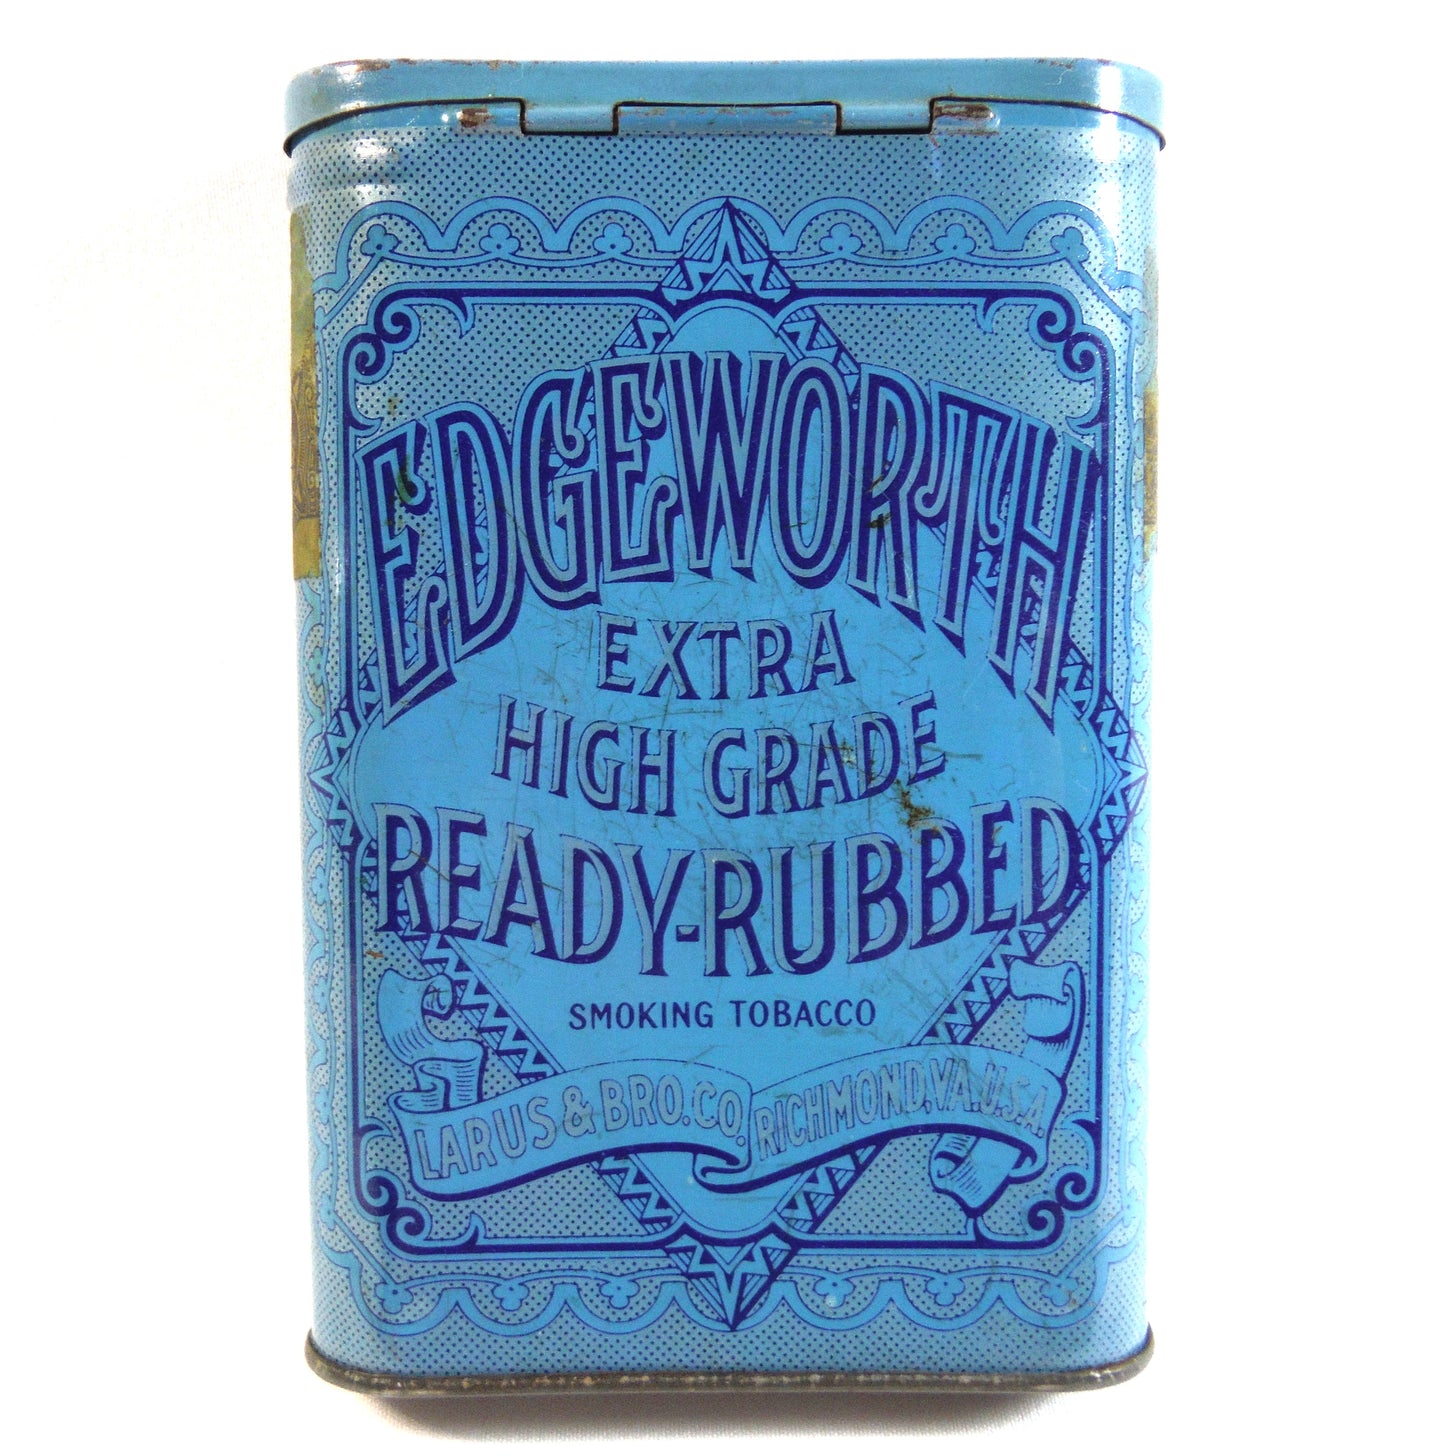 EDGEWORTH
EXTRA
HIGH GRADE
READY-RUBBED
SMOKING TOBACCO
LARUS & BRO. CO. RICHMOND, VA. U.S.A.